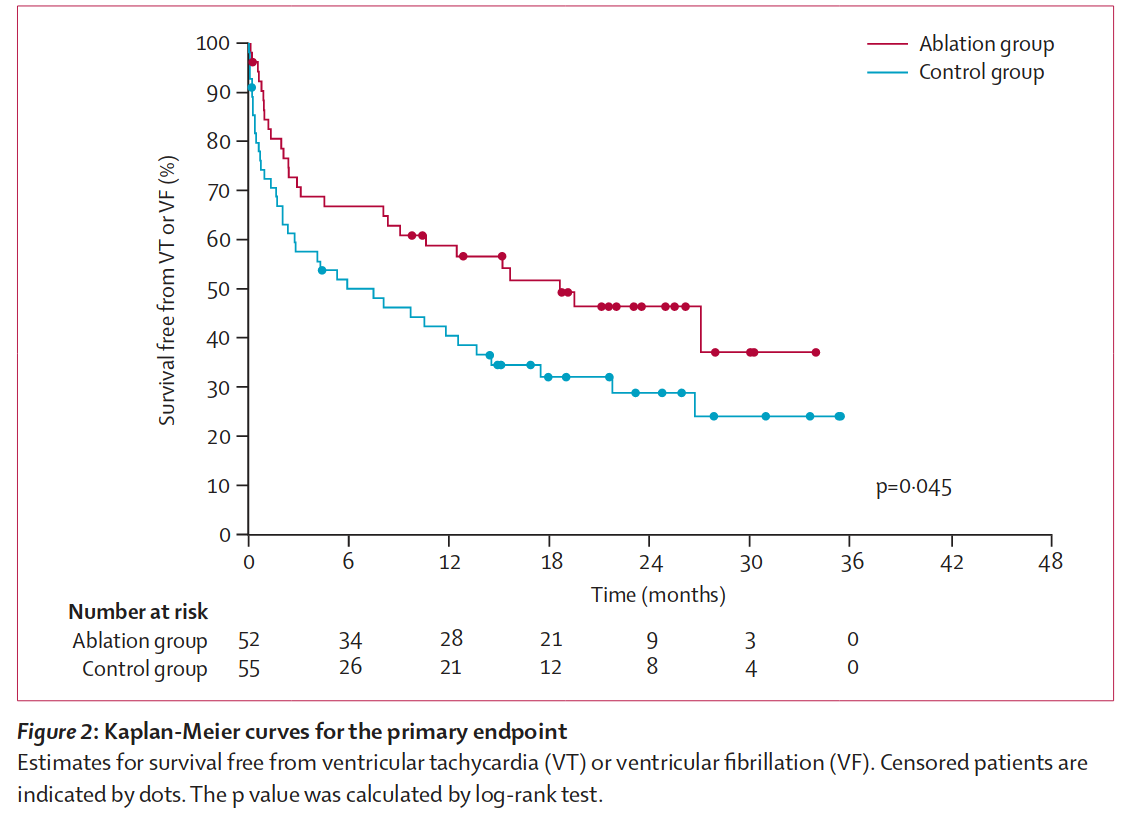 100
90
80
70
60
50
40
30
20
10
0
Survival free from VT or VF (%)
Ablation group
Control group
p=0·045
0 6 12 18 24 30 36 42 48
Time (months)
Number at risk
Ablation group 52 34 28 21 9 3 0
Control group 55 26 21 12 8 4 0
Figure 2: Kaplan-Meier curves for the primary endpoint
Estimates for survival free from ventricular tachycardia (VT) or ventricular fibrillation (VF). Censored patients are
indicated by dots. The p value was calculated by log-rank test.